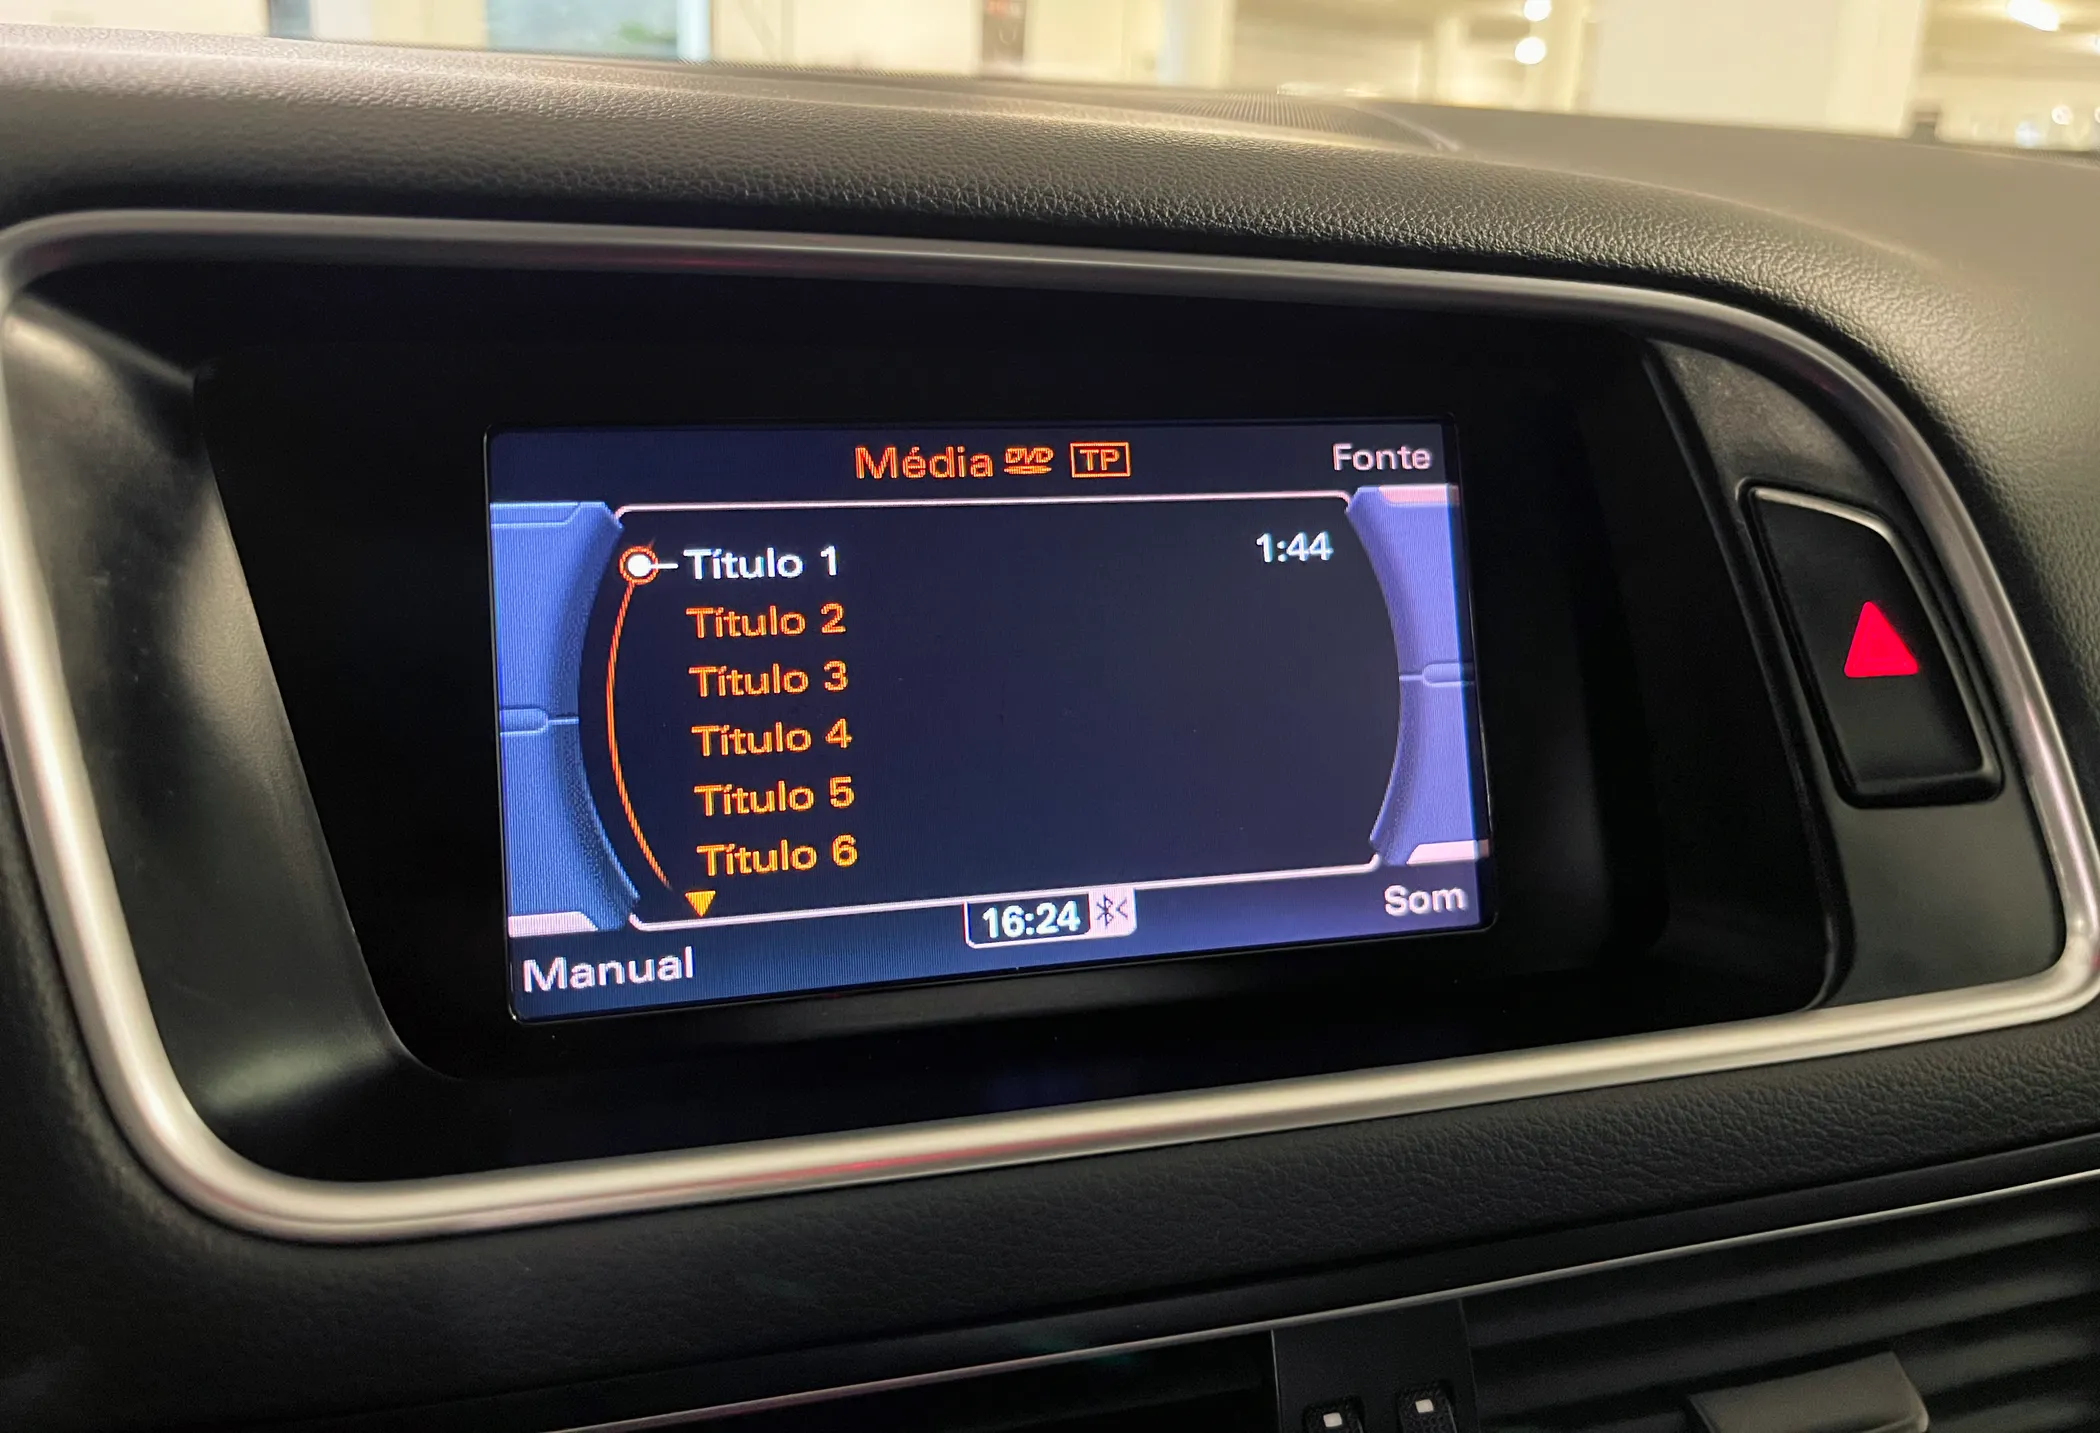 Média DVD TP
Fonte
Título 1 1:44
Título 2
Título 3
Título 4
Título 5
Título 6
16:24
Som
Manual